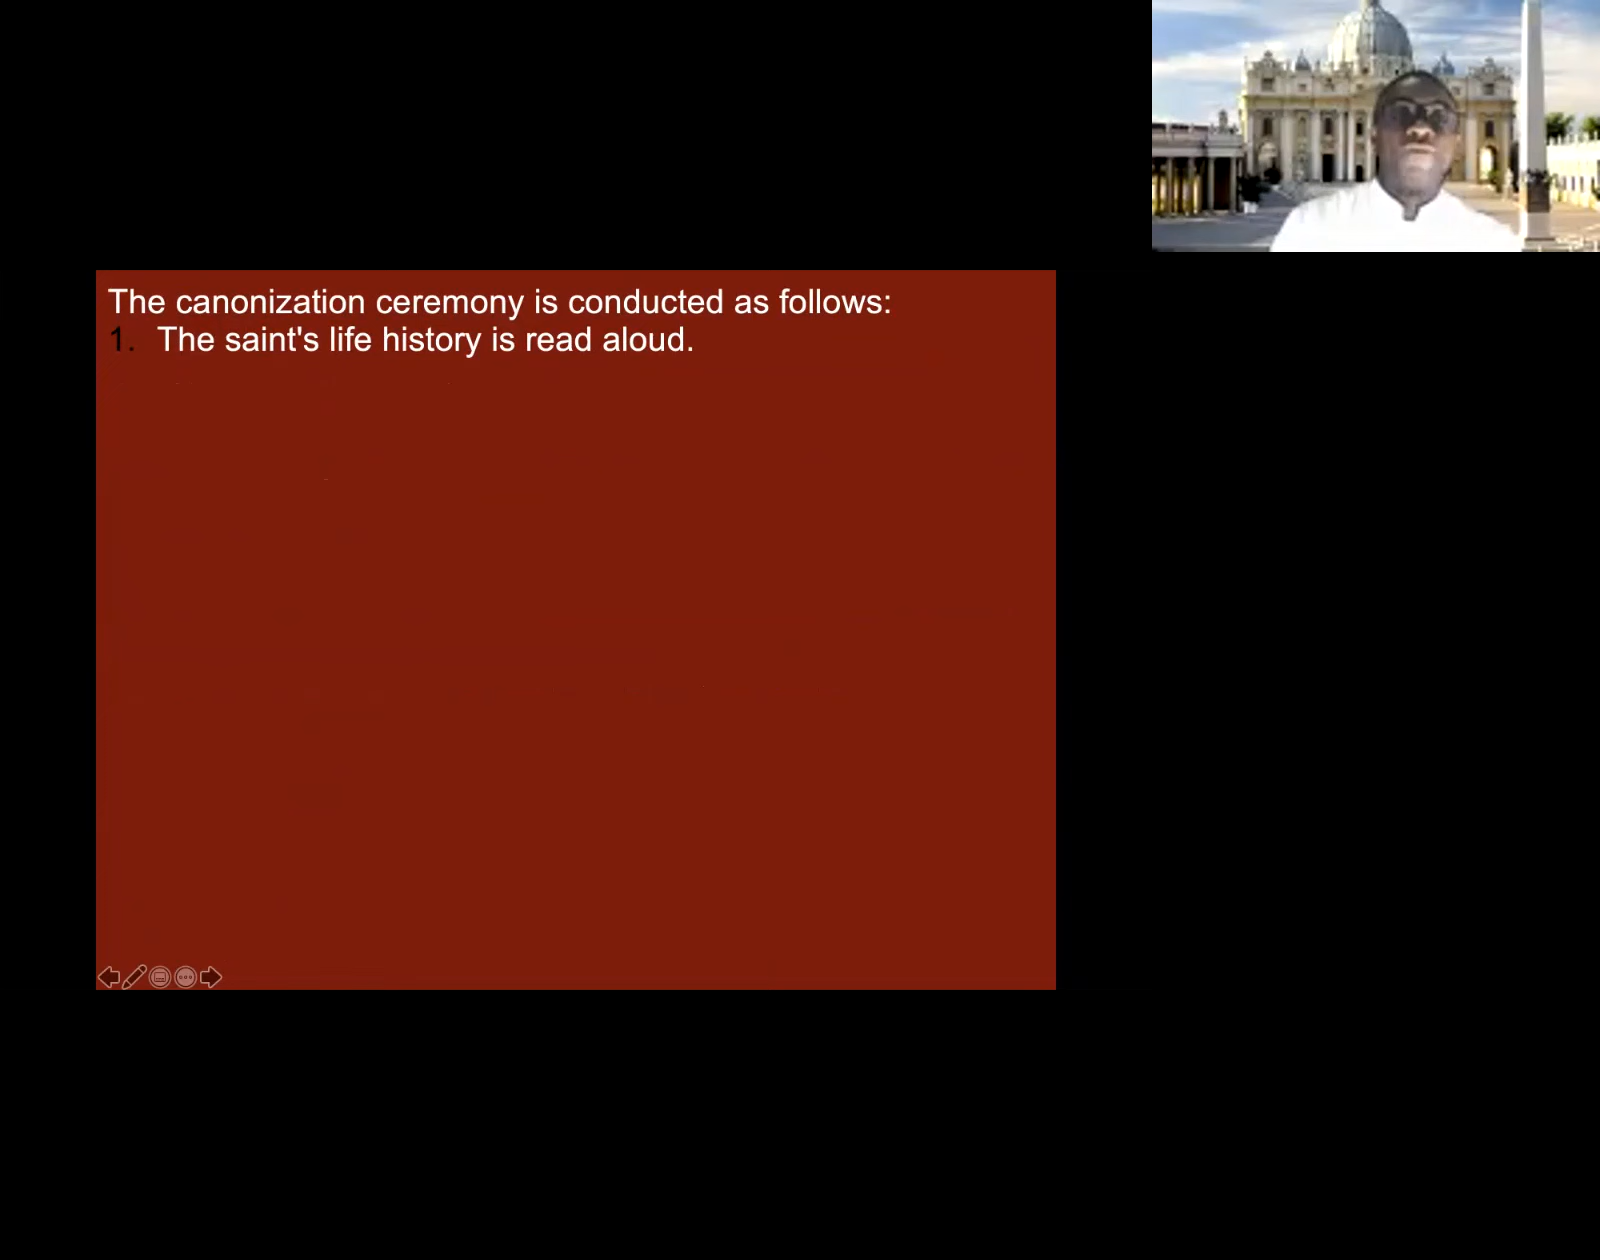 The canonization ceremony is conducted as follows:
1. The saint's life history is read aloud.